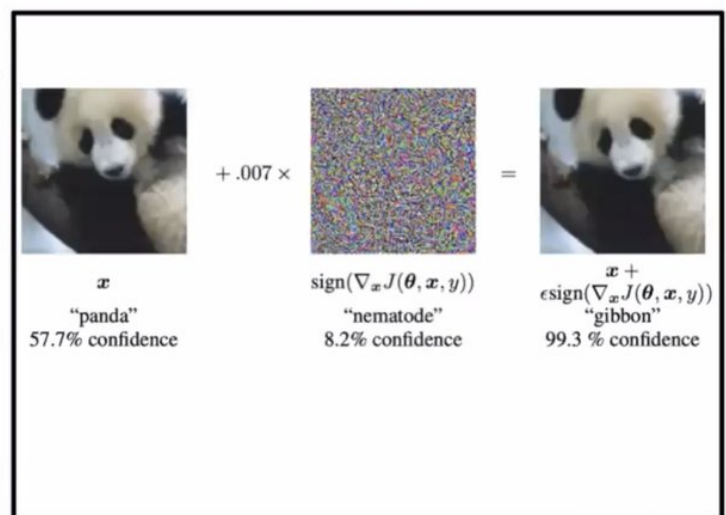 + .007 ×
=
x
"panda"
57.7% confidence
sign(∇ₓJ(θ, x, y))
"nematode"
8.2% confidence
x +
ϵsign(∇ₓJ(θ, x, y))
"gibbon"
99.3 % confidence